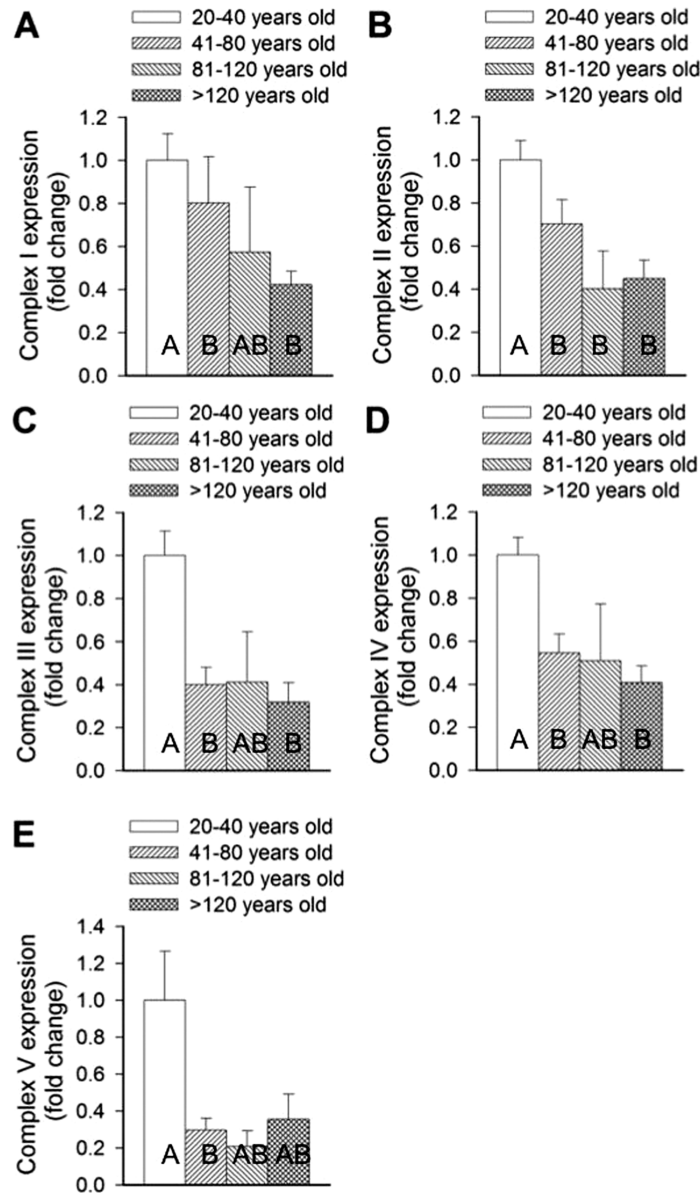 A
20-40 years old
41-80 years old
81-120 years old
>120 years old
Complex I expression
(fold change)
1.2
1.0
0.8
0.6
0.4
0.2
0.0
A B AB B
B
20-40 years old
41-80 years old
81-120 years old
>120 years old
Complex II expression
(fold change)
1.2
1.0
0.8
0.6
0.4
0.2
0.0
A B B B
C
20-40 years old
41-80 years old
81-120 years old
>120 years old
Complex III expression
(fold change)
1.2
1.0
0.8
0.6
0.4
0.2
0.0
A B AB B
D
20-40 years old
41-80 years old
81-120 years old
>120 years old
Complex IV expression
(fold change)
1.2
1.0
0.8
0.6
0.4
0.2
0.0
A B AB B
E
20-40 years old
41-80 years old
81-120 years old
>120 years old
Complex V expression
(fold change)
1.4
1.2
1.0
0.8
0.6
0.4
0.2
0.0
A B AB AB